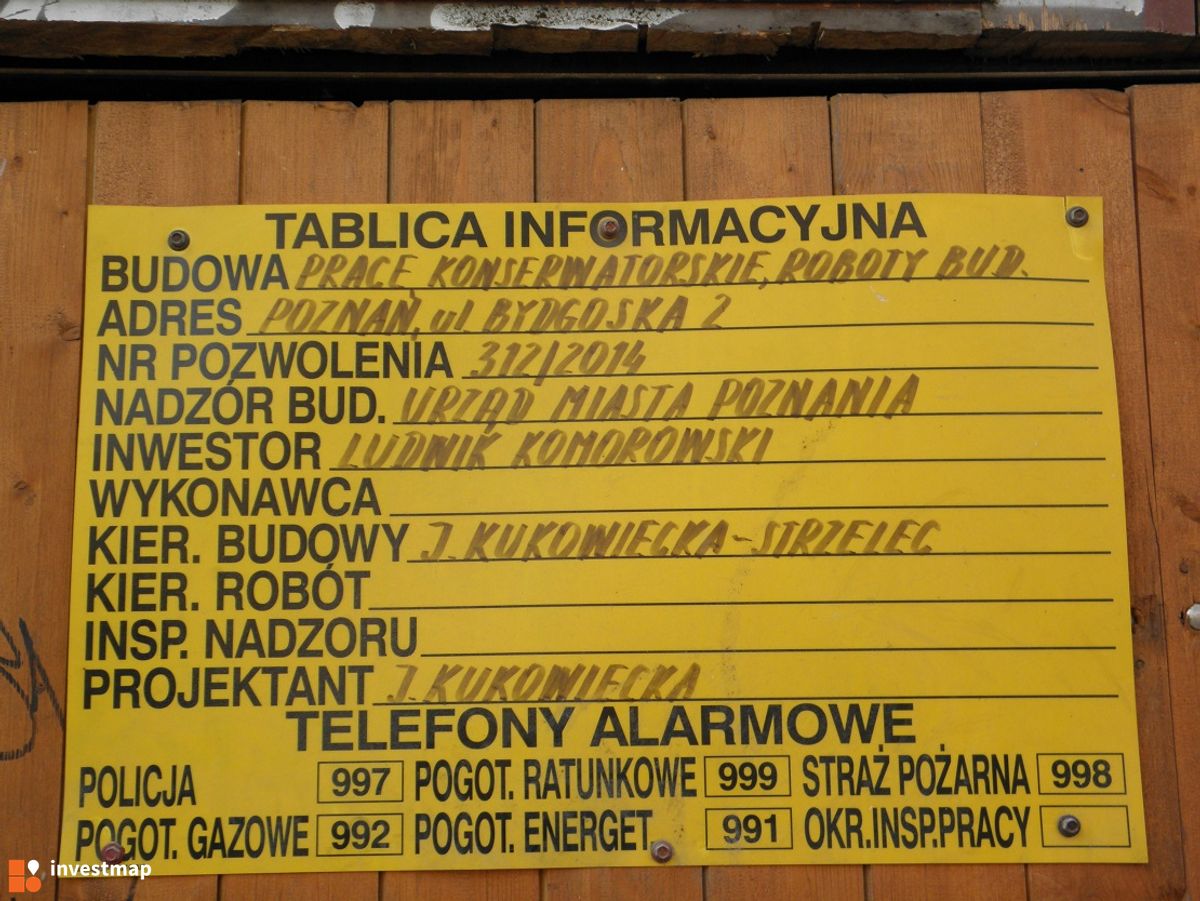 TABLICA INFORMACYJNA
BUDOWA PRACE KONSERWATORSKIE, ROBOTY BUD.
ADRES POZNAŃ, ul. BYDGOSKA 2
NR POZWOLENIA 312/2014
NADZÓR BUD. URZĄD MIASTA POZNANIA
INWESTOR LUDWIK KOMOROWSKI
WYKONAWCA
KIER. BUDOWY J. KUKOWIECKA-STRZELEC
KIER. ROBÓT
INSP. NADZORU
PROJEKTANT J. KUKOWIECKA
TELEFONY ALARMOWE
POLICJA 997 POGOT. RATUNKOWE 999 STRAŻ POŻARNA 998
POGOT. GAZOWE 992 POGOT. ENERGET. 991 OKR.INSP.PRACY
investmap